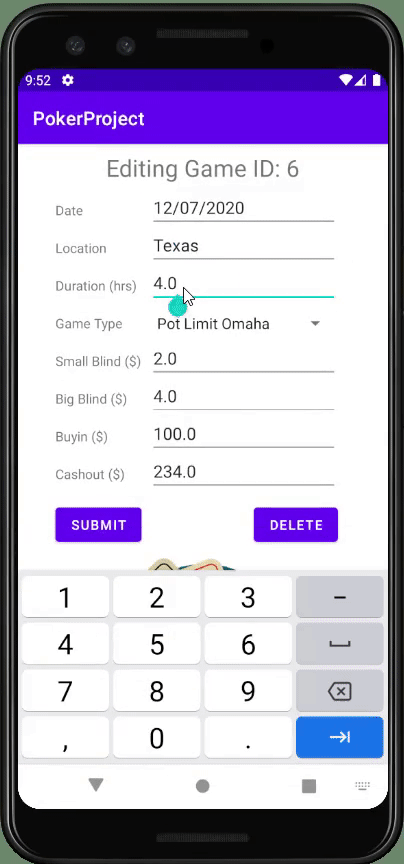 9:52
PokerProject
Editing Game ID: 6
Date 12/07/2020
Location Texas
Duration (hrs) 4.0
Game Type Pot Limit Omaha
Small Blind ($) 2.0
Big Blind ($) 4.0
Buyin ($) 100.0
Cashout ($) 234.0
SUBMIT DELETE
1 2 3 –
4 5 6
7 8 9
, 0 .